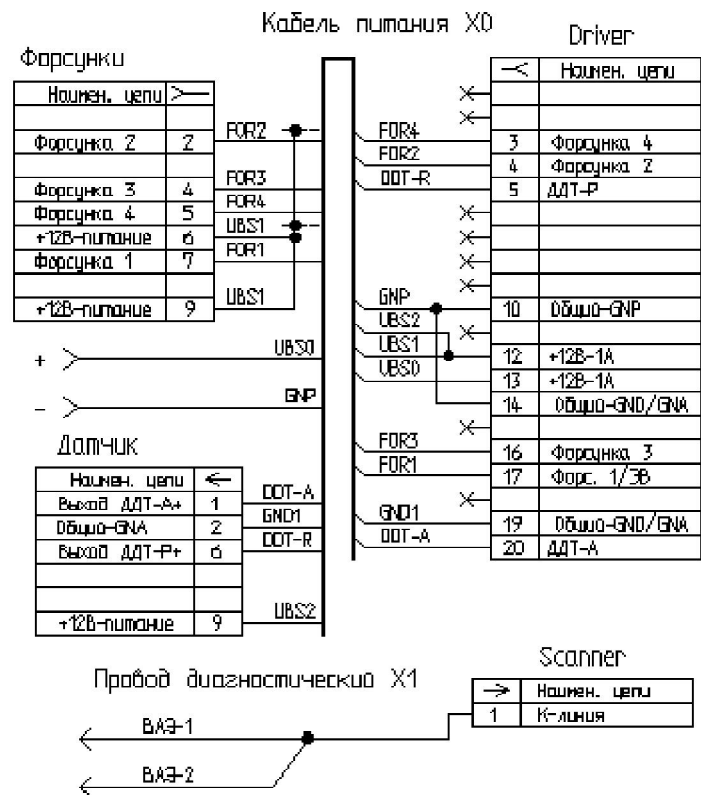 Кабель питания X0
Форсунки
Наимен. цепи
Форсунка 2 2 FOR2
Форсунка 3 4 FOR3
Форсунка 4 5 FOR4
+12В-питание 6 UBS1
Форсунка 1 7 FOR1
+12В-питание 9 UBS1
+ UBS0
- GNP
Датчик
Наимен. цепи
Выход ДДТ-А+ 1 DDT-A
Общий-GNA 2 GND1
Выход ДДТ-Р+ 6 DDT-R
+12В-питание 9 UBS2
Driver
Наимен. цепи
FOR4 3 Форсунка 4
FOR2 4 Форсунка 2
DDT-R 5 ДДТ-Р
GNP 10 Общий-GNP
UBS2
UBS1 12 +12В-1А
UBS0 13 +12В-1А
14 Общий-GND/GNA
FOR3 16 Форсунка 3
FOR1 17 Форс. 1/ЭВ
GND1 19 Общий-GND/GNA
DDT-A 20 ДДТ-А
Провод диагностический X1
ВАЭ-1
ВАЭ-2
Scanner
Наимен. цепи
1 К-линия